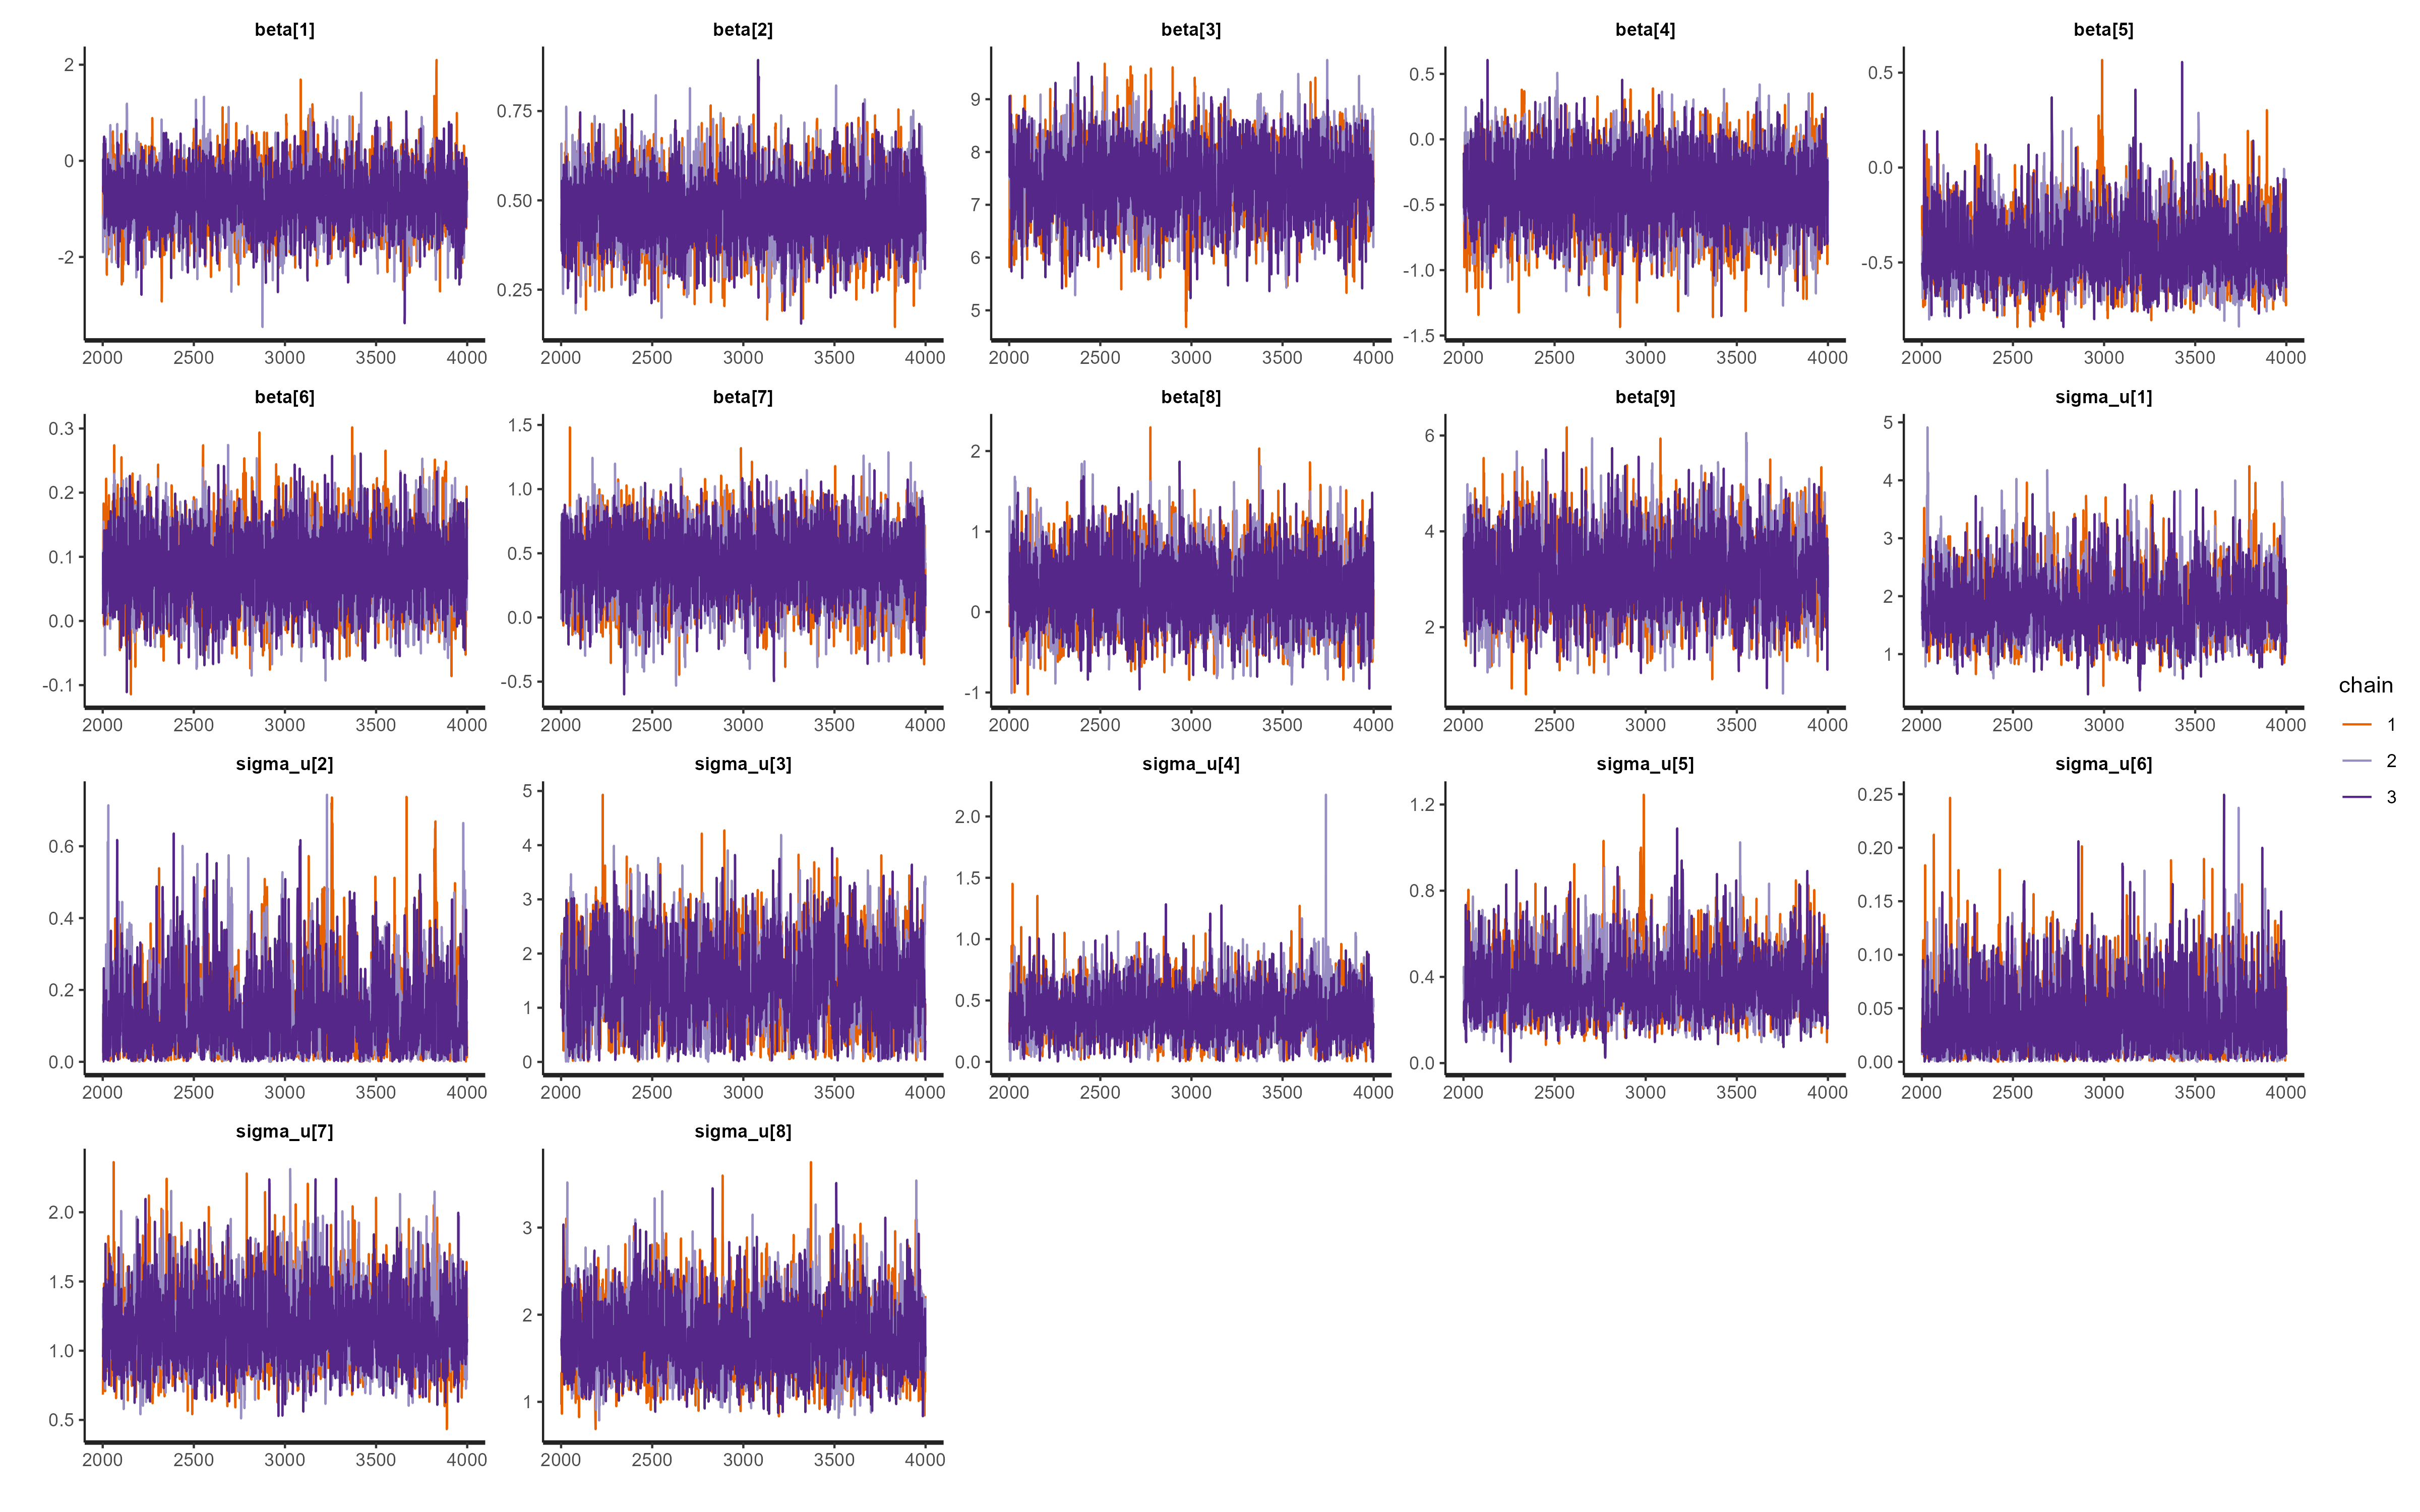 beta[1]
2
0
-2
2000 2500 3000 3500 4000
beta[2]
0.75
0.50
0.25
2000 2500 3000 3500 4000
beta[3]
9
8
7
6
5
2000 2500 3000 3500 4000
beta[4]
0.5
0.0
-0.5
-1.0
-1.5
2000 2500 3000 3500 4000
beta[5]
0.5
0.0
-0.5
2000 2500 3000 3500 4000
beta[6]
0.3
0.2
0.1
0.0
-0.1
2000 2500 3000 3500 4000
beta[7]
1.5
1.0
0.5
0.0
-0.5
2000 2500 3000 3500 4000
beta[8]
2
1
0
-1
2000 2500 3000 3500 4000
beta[9]
6
4
2
2000 2500 3000 3500 4000
sigma_u[1]
5
4
3
2
1
2000 2500 3000 3500 4000
sigma_u[2]
0.6
0.4
0.2
0.0
2000 2500 3000 3500 4000
sigma_u[3]
5
4
3
2
1
0
2000 2500 3000 3500 4000
sigma_u[4]
2.0
1.5
1.0
0.5
0.0
2000 2500 3000 3500 4000
sigma_u[5]
1.2
0.8
0.4
0.0
2000 2500 3000 3500 4000
sigma_u[6]
0.25
0.20
0.15
0.10
0.05
0.00
2000 2500 3000 3500 4000
sigma_u[7]
2.0
1.5
1.0
0.5
2000 2500 3000 3500 4000
sigma_u[8]
3
2
1
2000 2500 3000 3500 4000
chain
1
2
3